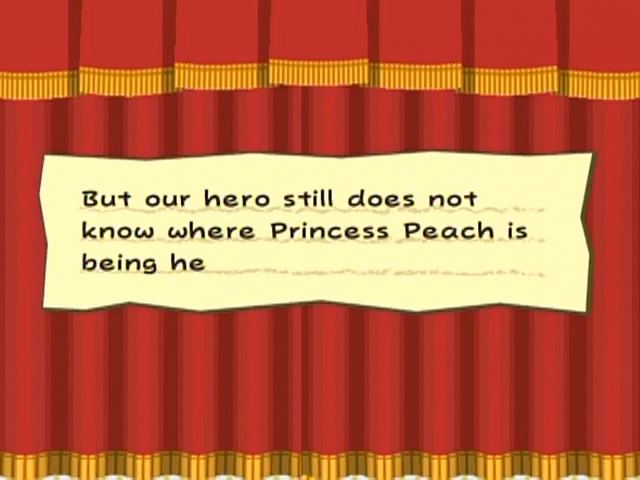 But our hero still does not
know where Princess Peach is
being he